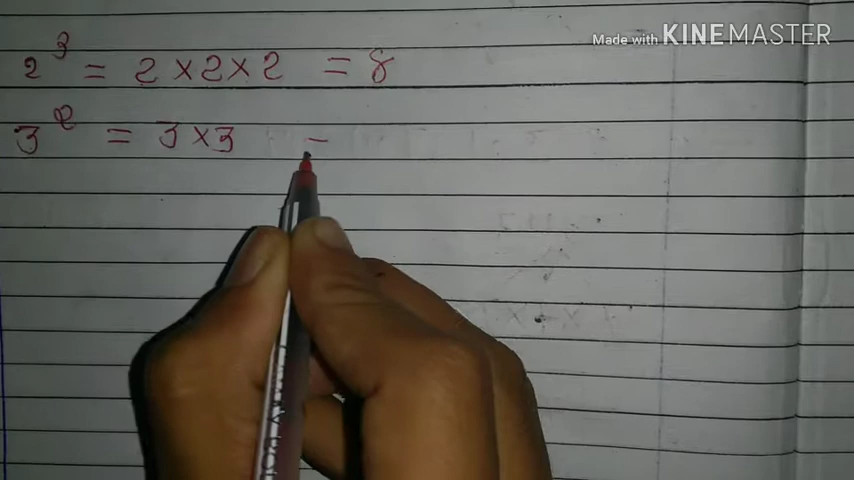 Made with KINEMASTER
2³ = 2 × 2 × 2 = 8
3² = 3 × 3 -